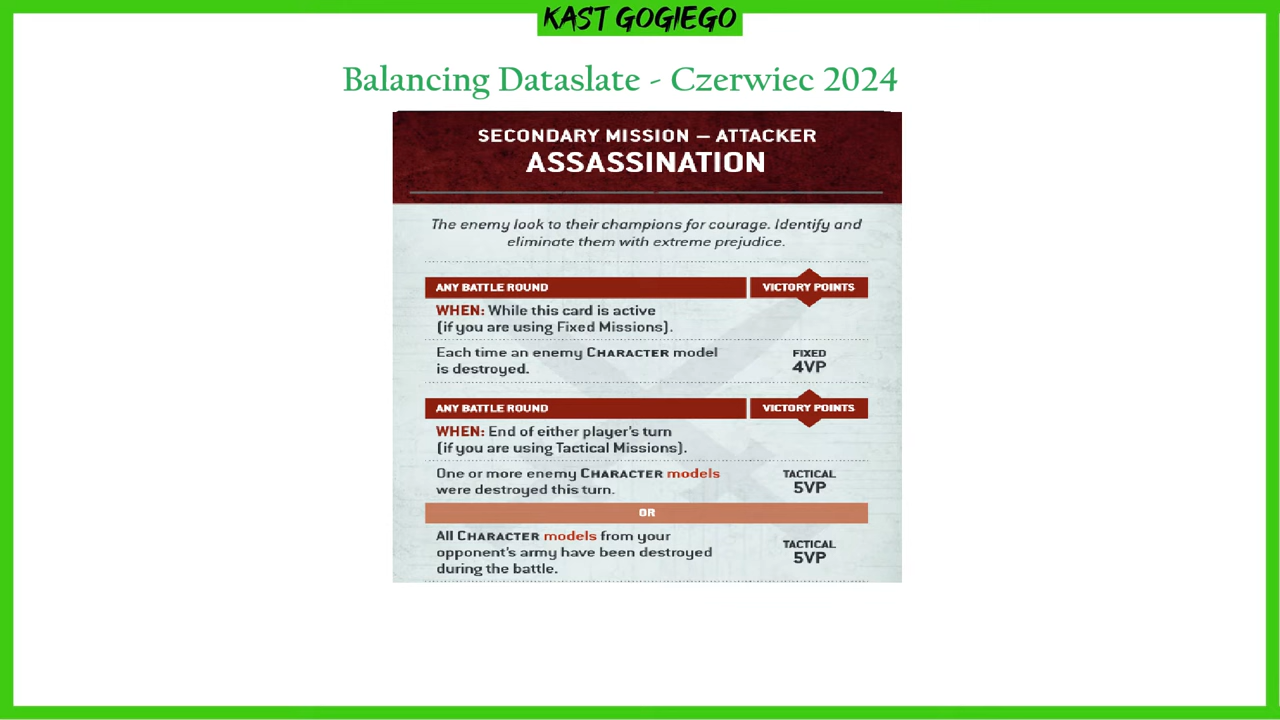 KAST GOGIEGO
Balancing Dataslate - Czerwiec 2024
SECONDARY MISSION – ATTACKER
ASSASSINATION
The enemy look to their champions for courage. Identify and
eliminate them with extreme prejudice.
ANY BATTLE ROUND VICTORY POINTS
WHEN: While this card is active
(if you are using Fixed Missions).
Each time an enemy CHARACTER model
is destroyed.
FIXED
4VP
ANY BATTLE ROUND VICTORY POINTS
WHEN: End of either player's turn
(if you are using Tactical Missions).
One or more enemy CHARACTER models
were destroyed this turn.
TACTICAL
5VP
OR
All CHARACTER models from your
opponent's army have been destroyed
during the battle.
TACTICAL
5VP